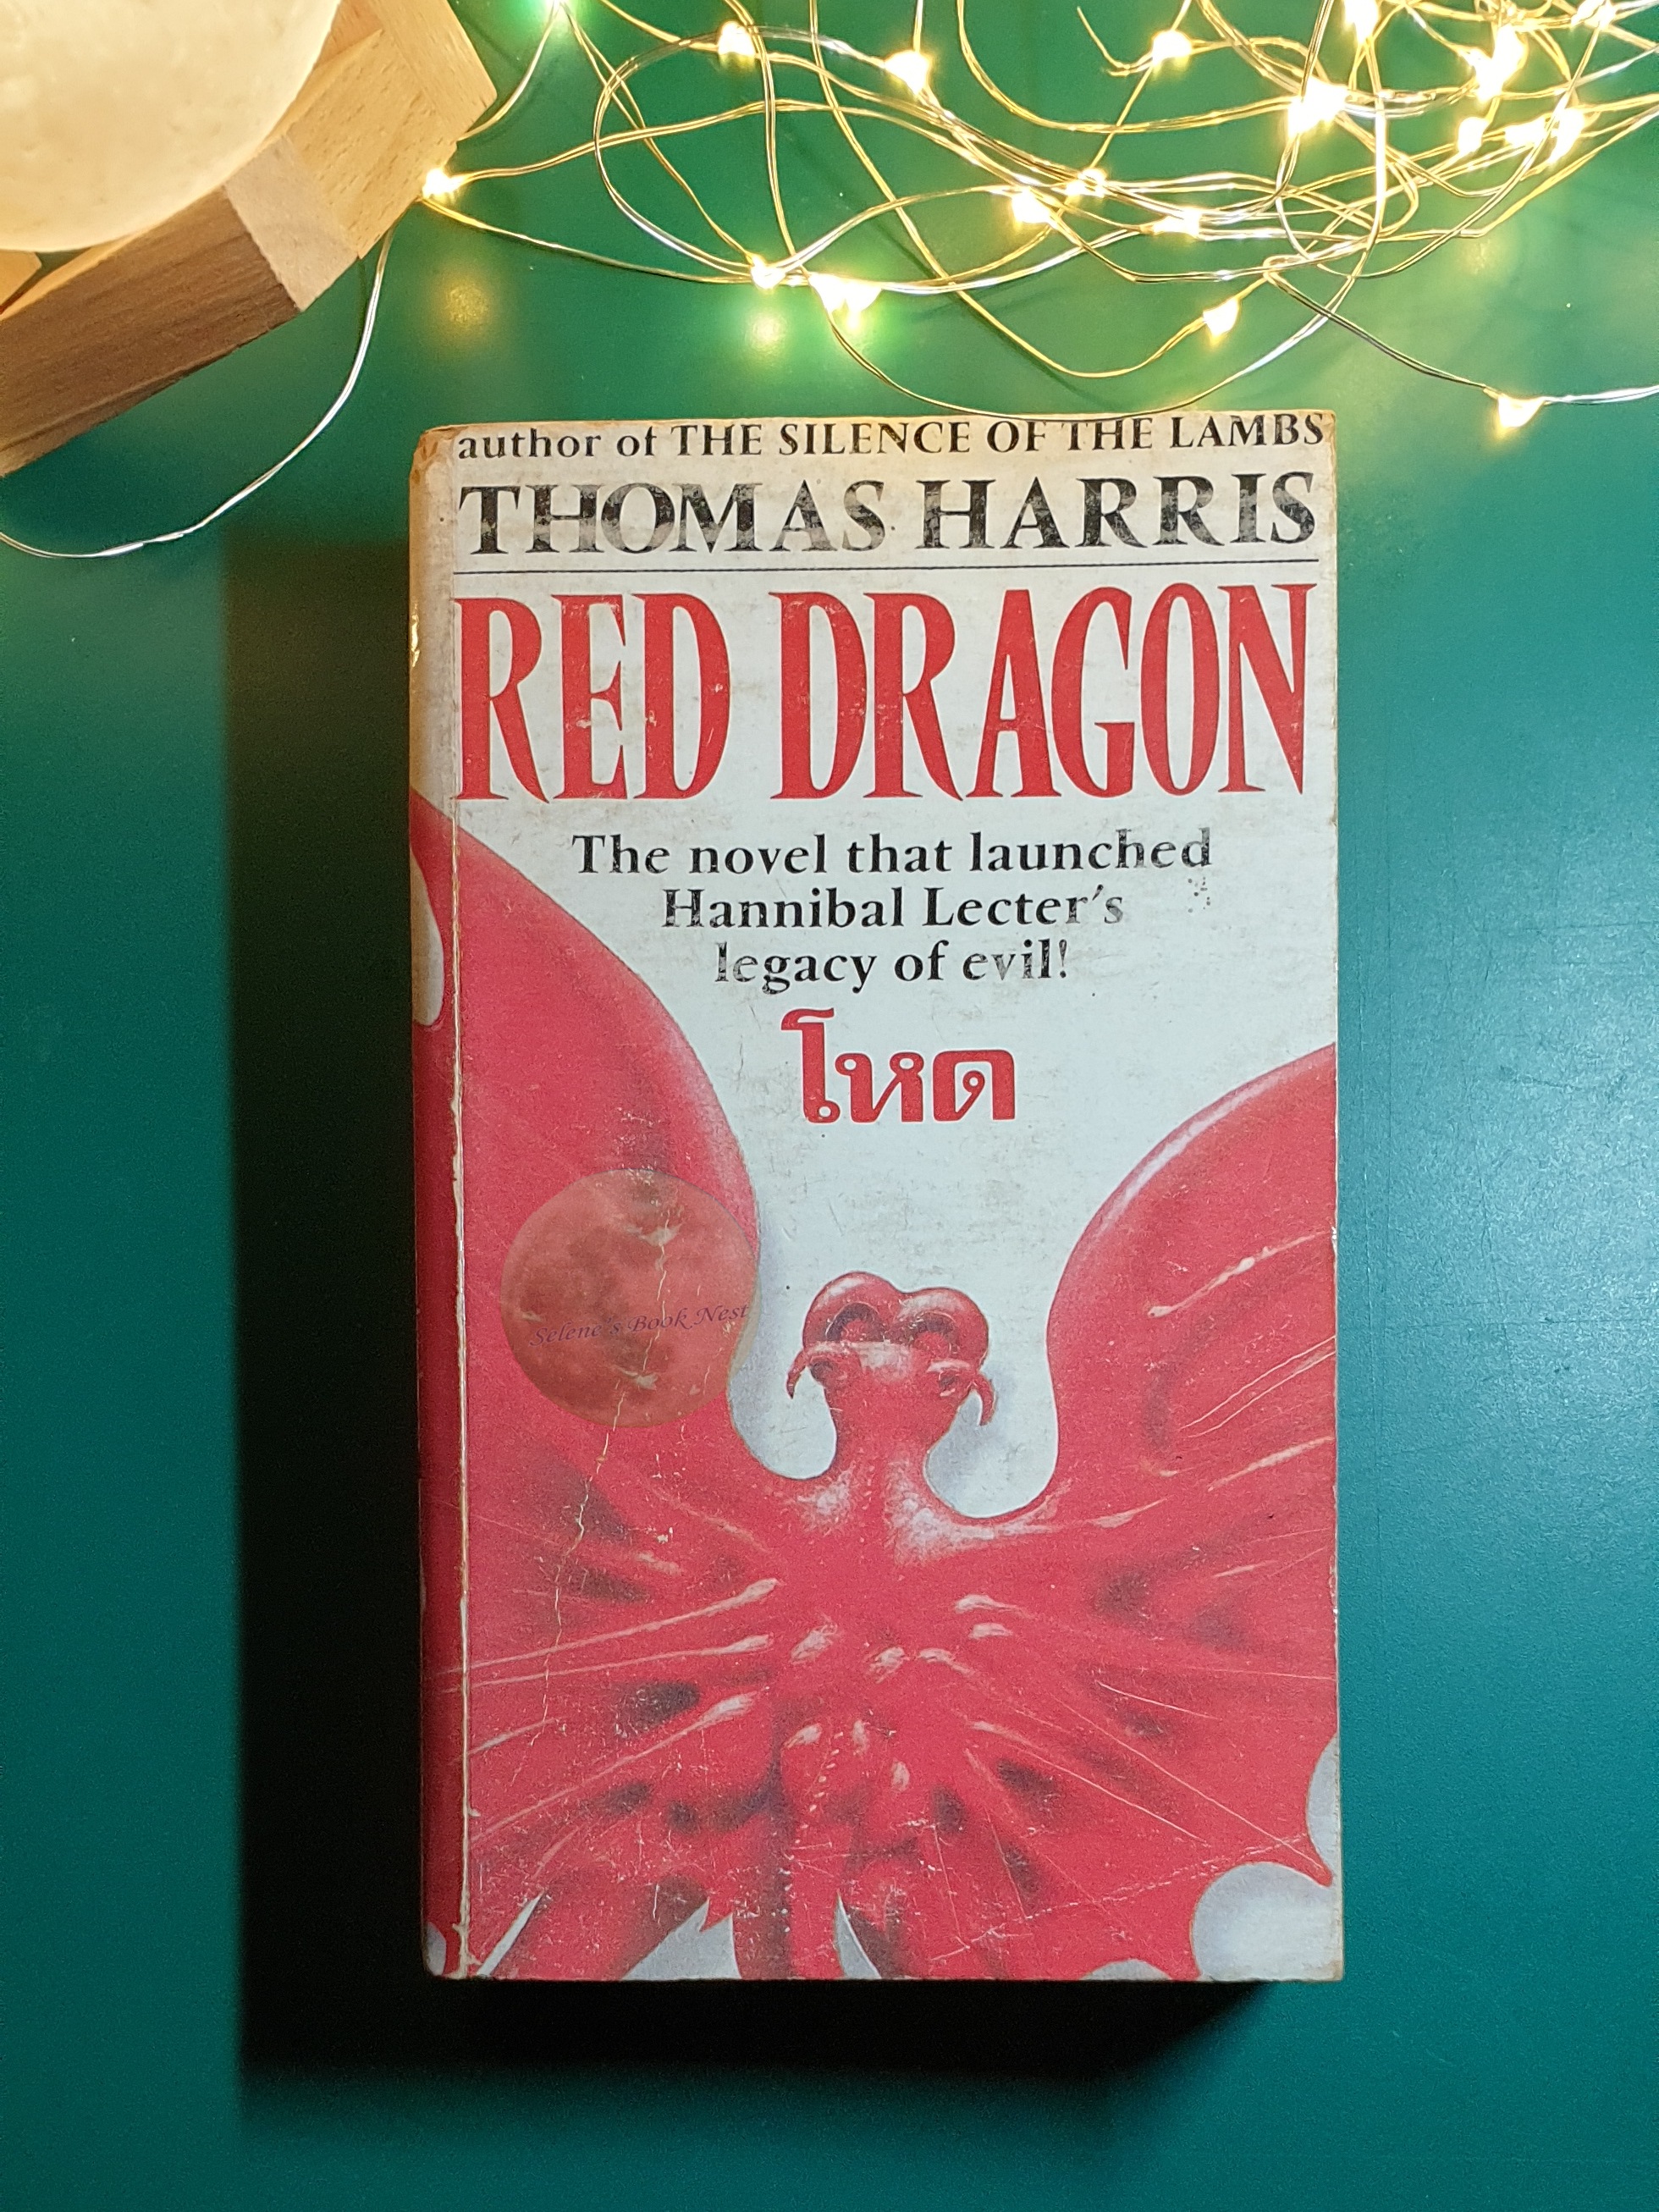 author of THE SILENCE OF THE LAMBS
THOMAS HARRIS
RED DRAGON
The novel that launched
Hannibal Lecter's
legacy of evil!
โหด
Selene's Book Nest